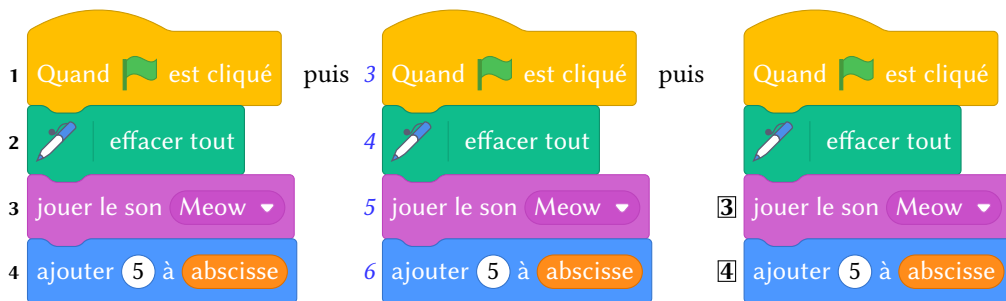 1 Quand est cliqué puis 3 Quand est cliqué puis Quand est cliqué
2 effacer tout 4 effacer tout effacer tout
3 jouer le son Meow 5 jouer le son Meow 3 jouer le son Meow
4 ajouter 5 à abscisse 6 ajouter 5 à abscisse 4 ajouter 5 à abscisse